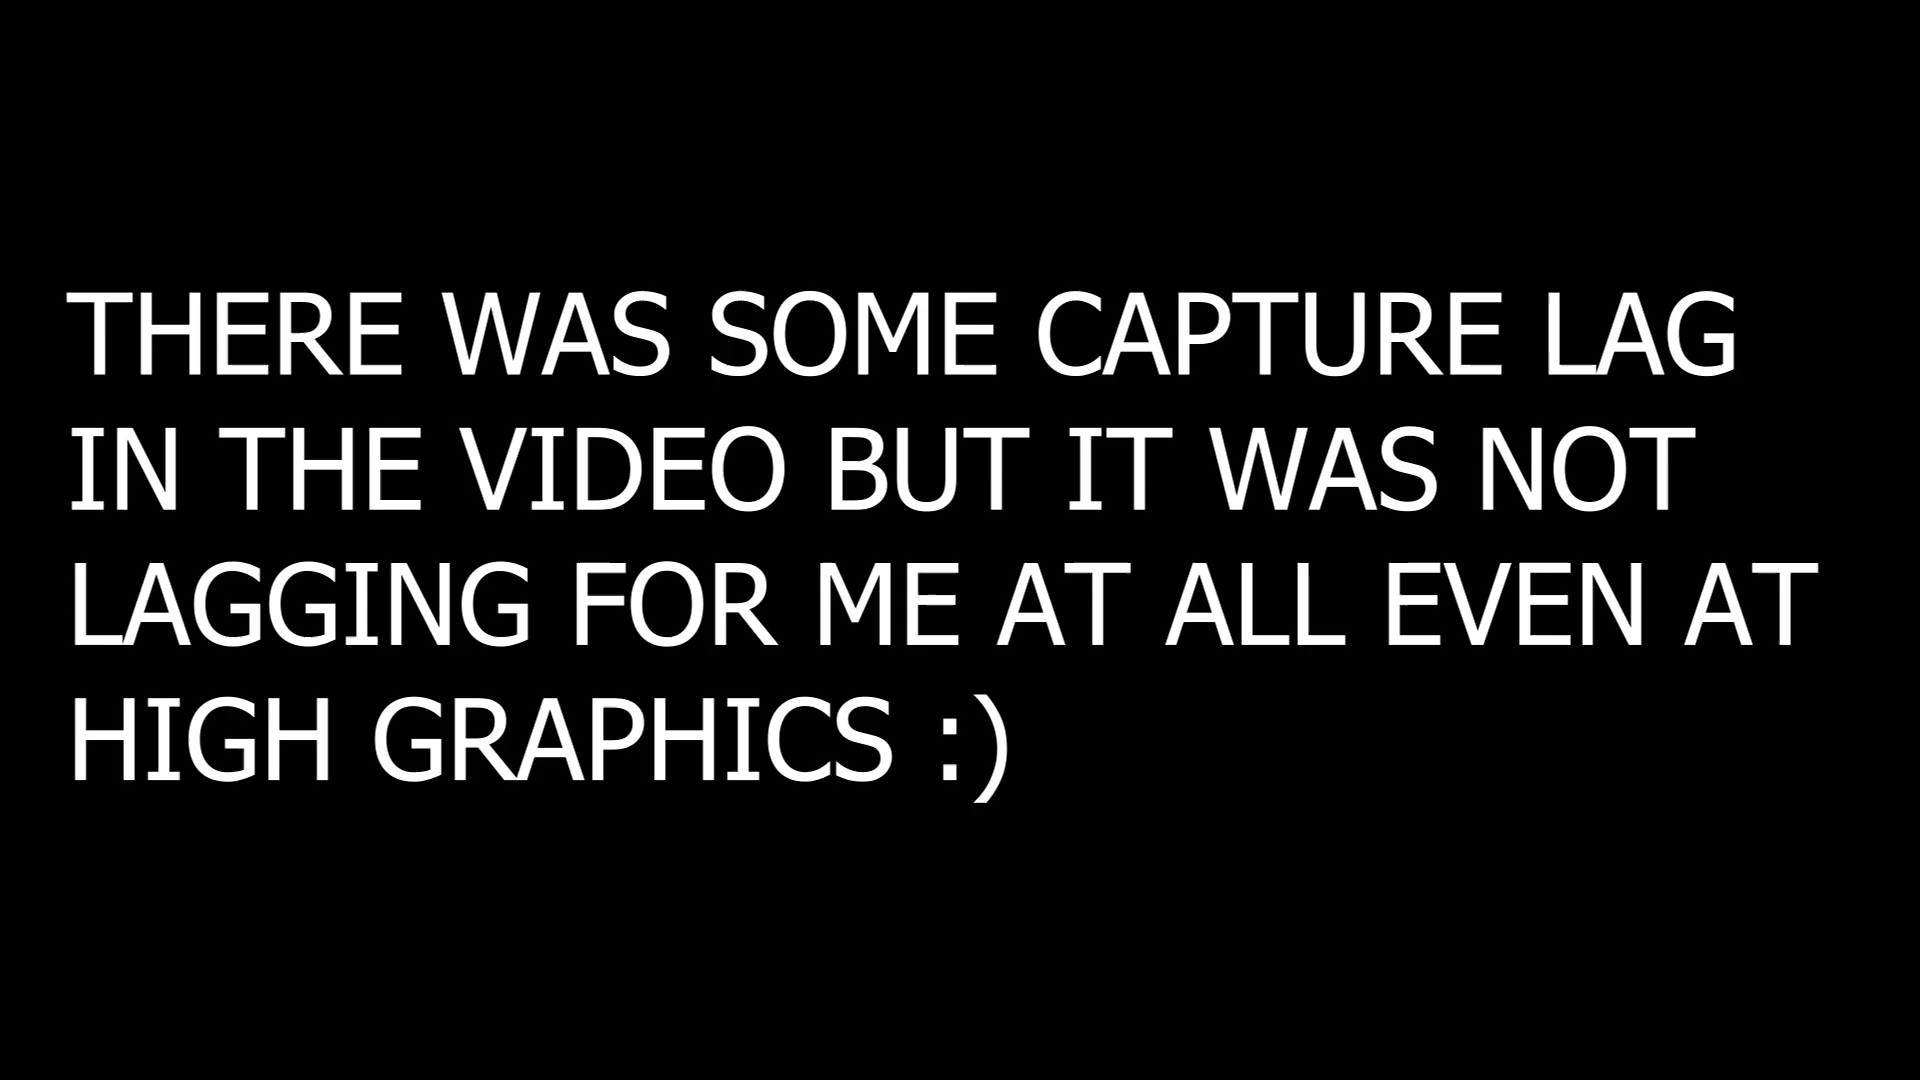 THERE WAS SOME CAPTURE LAG
IN THE VIDEO BUT IT WAS NOT
LAGGING FOR ME AT ALL EVEN AT
HIGH GRAPHICS :)